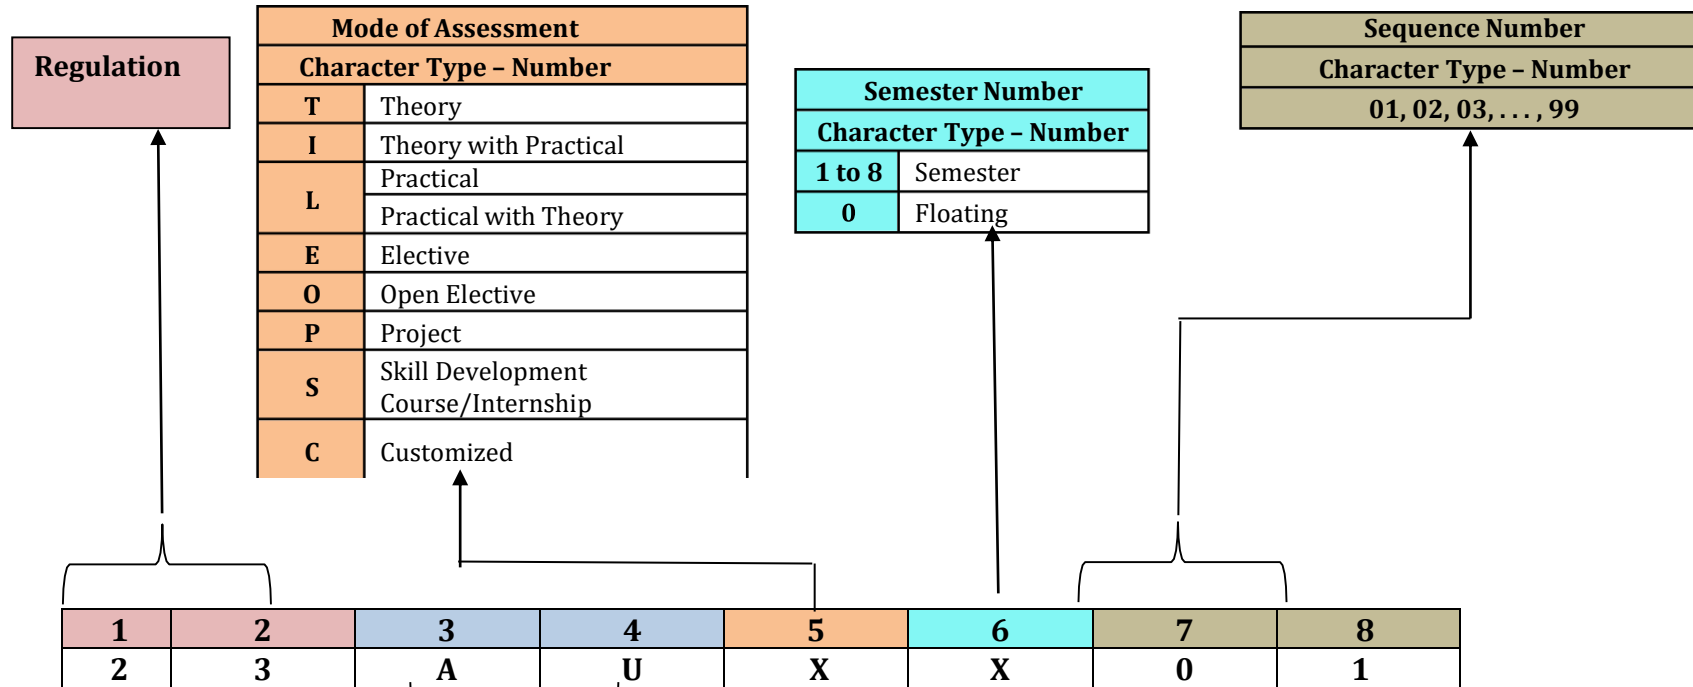 Regulation
Mode of Assessment
Character Type – Number
T Theory
I Theory with Practical
L Practical
Practical with Theory
E Elective
O Open Elective
P Project
S Skill Development
Course/Internship
C Customized
Semester Number
Character Type – Number
1 to 8 Semester
0 Floating
Sequence Number
Character Type – Number
01, 02, 03, . . . , 99
1 2 3 4 5 6 7 8
2 3 A U X X 0 1